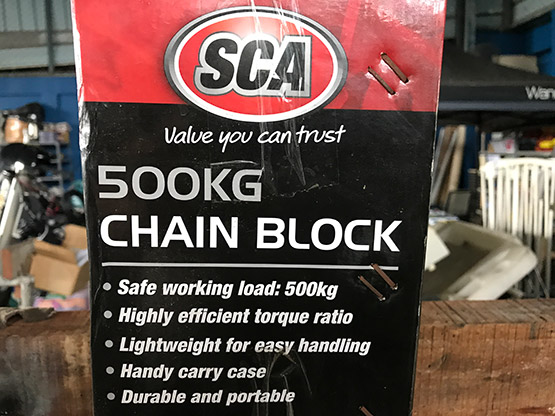 SCA
Value you can trust
500KG
CHAIN BLOCK
• Safe working load: 500kg
• Highly efficient torque ratio
• Lightweight for easy handling
• Handy carry case
• Durable and portable